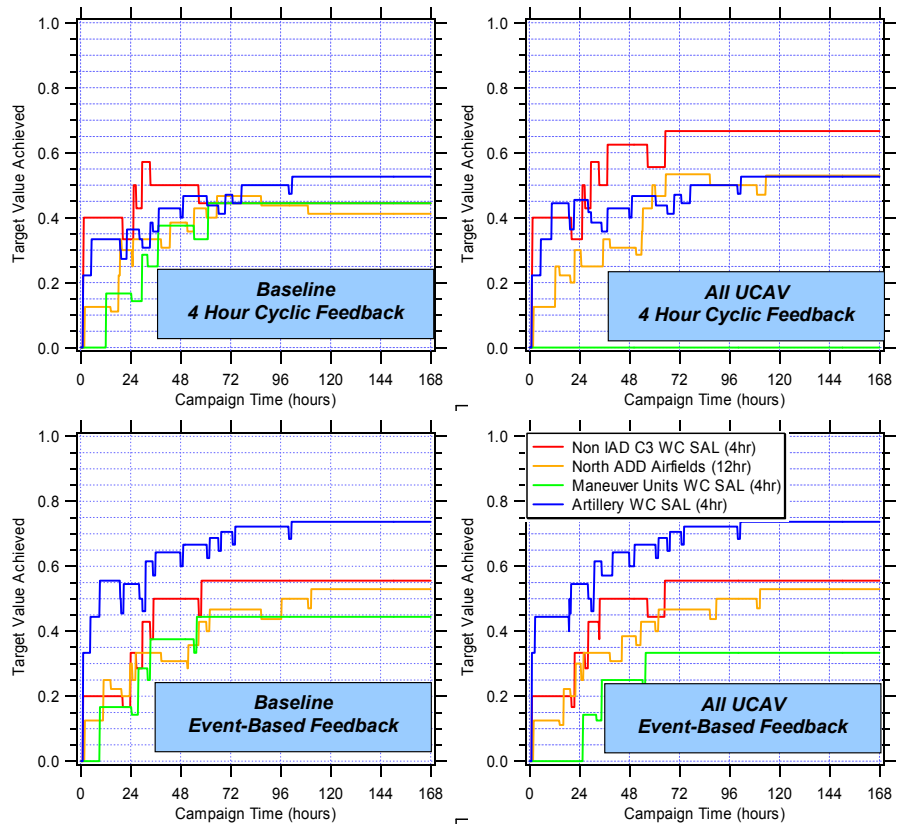 1.0
0.8
0.6
0.4
0.2
0.0
Target Value Achieved
Baseline
4 Hour Cyclic Feedback
0 24 48 72 96 120 144 168
Campaign Time (hours)
1.0
0.8
0.6
0.4
0.2
0.0
Target Value Achieved
All UCAV
4 Hour Cyclic Feedback
0 24 48 72 96 120 144 168
Campaign Time (hours)
1.0
0.8
0.6
0.4
0.2
0.0
Target Value Achieved
Baseline
Event-Based Feedback
0 24 48 72 96 120 144 168
Campaign Time (hours)
1.0
0.8
0.6
0.4
0.2
0.0
Target Value Achieved
Non IAD C3 WC SAL (4hr)
North ADD Airfields (12hr)
Maneuver Units WC SAL (4hr)
Artillery WC SAL (4hr)
All UCAV
Event-Based Feedback
0 24 48 72 96 120 144 168
Campaign Time (hours)